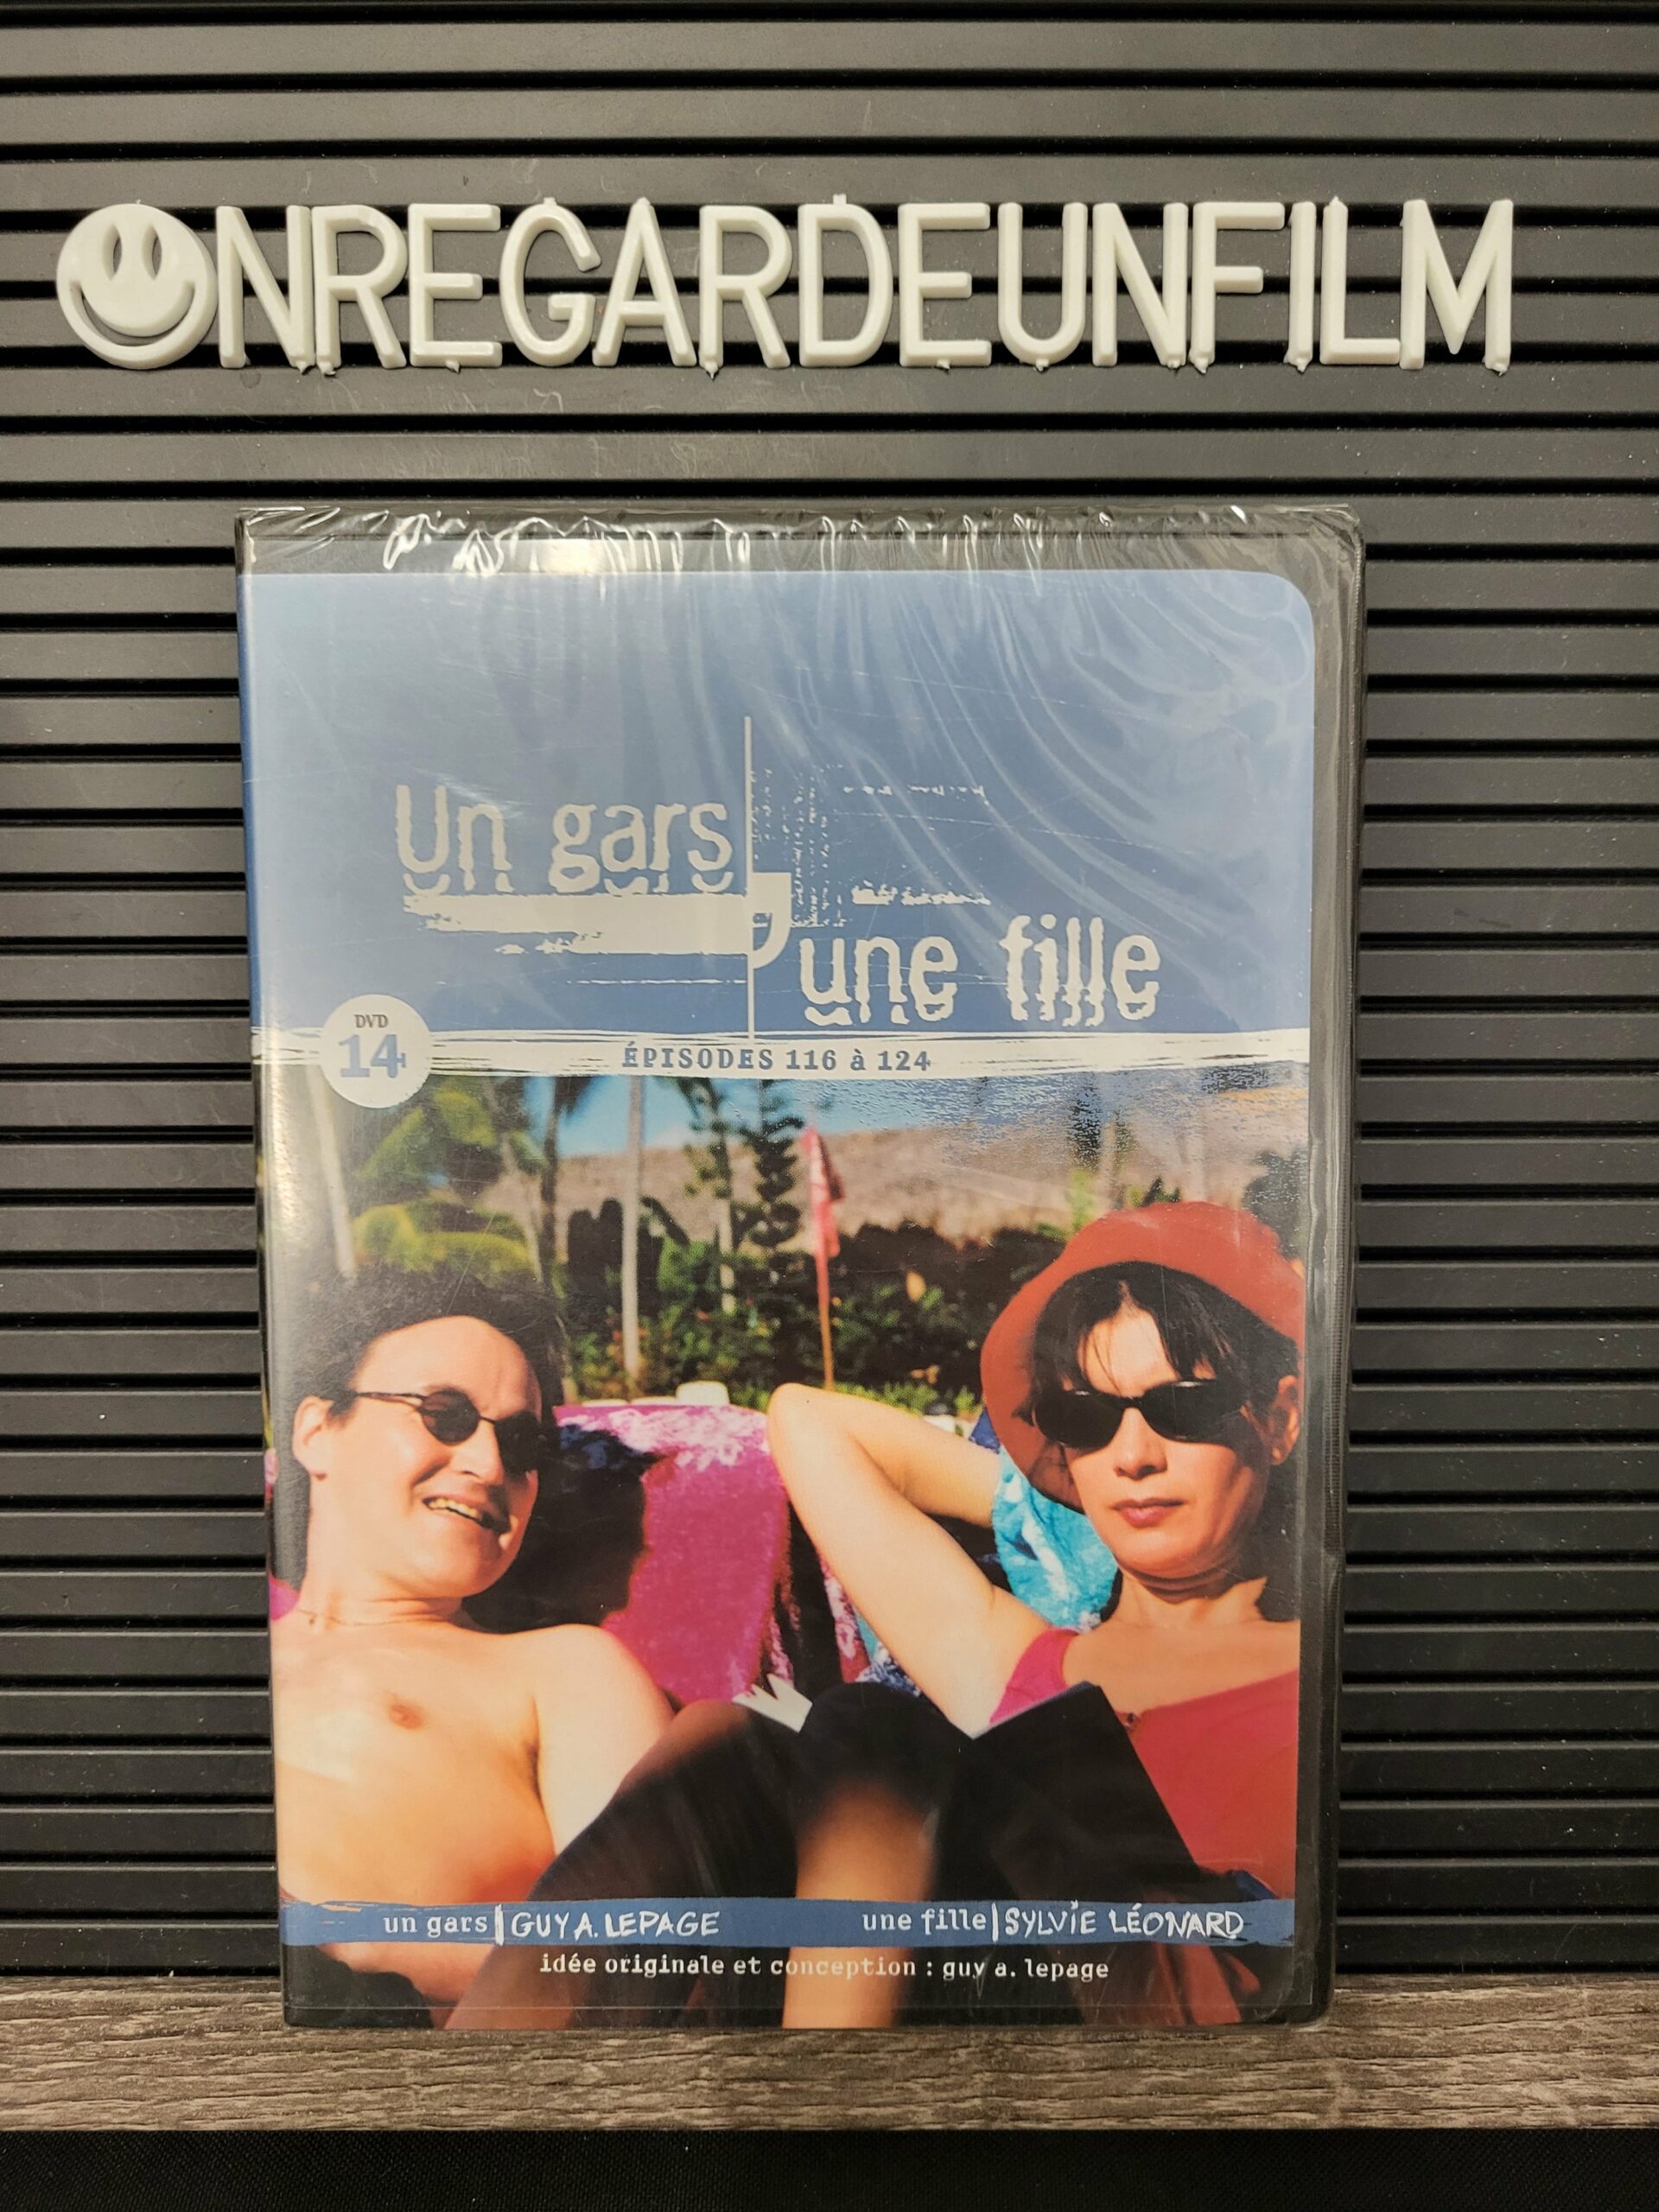 ONREGARDEUNFILM
Un gars,
une fille
DVD
14
ÉPISODES 116 à 124
un gars|GUY A. LEPAGE une fille|SYLVIE LÉONARD
idée originale et conception : guy a. lepage